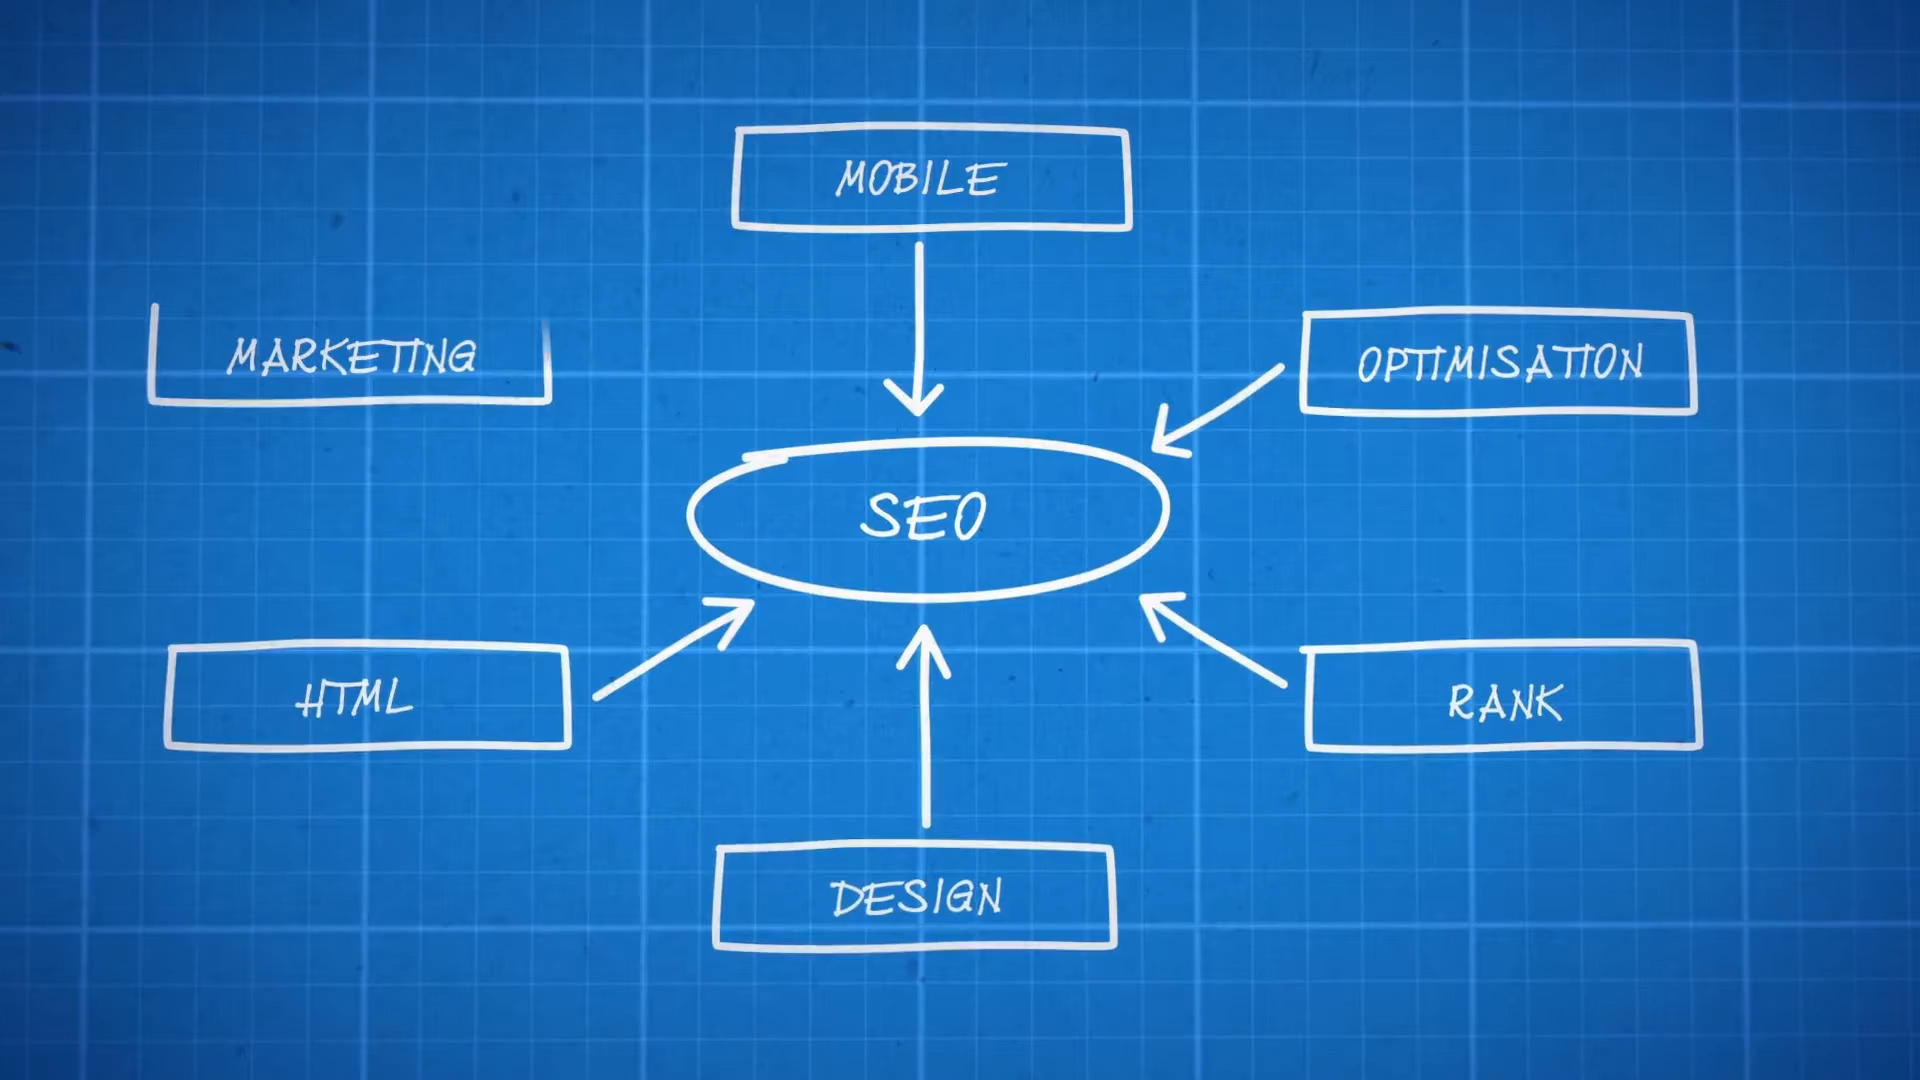 MOBILE
MARKETING
OPTIMISATION
SEO
HTML
RANK
DESIGN